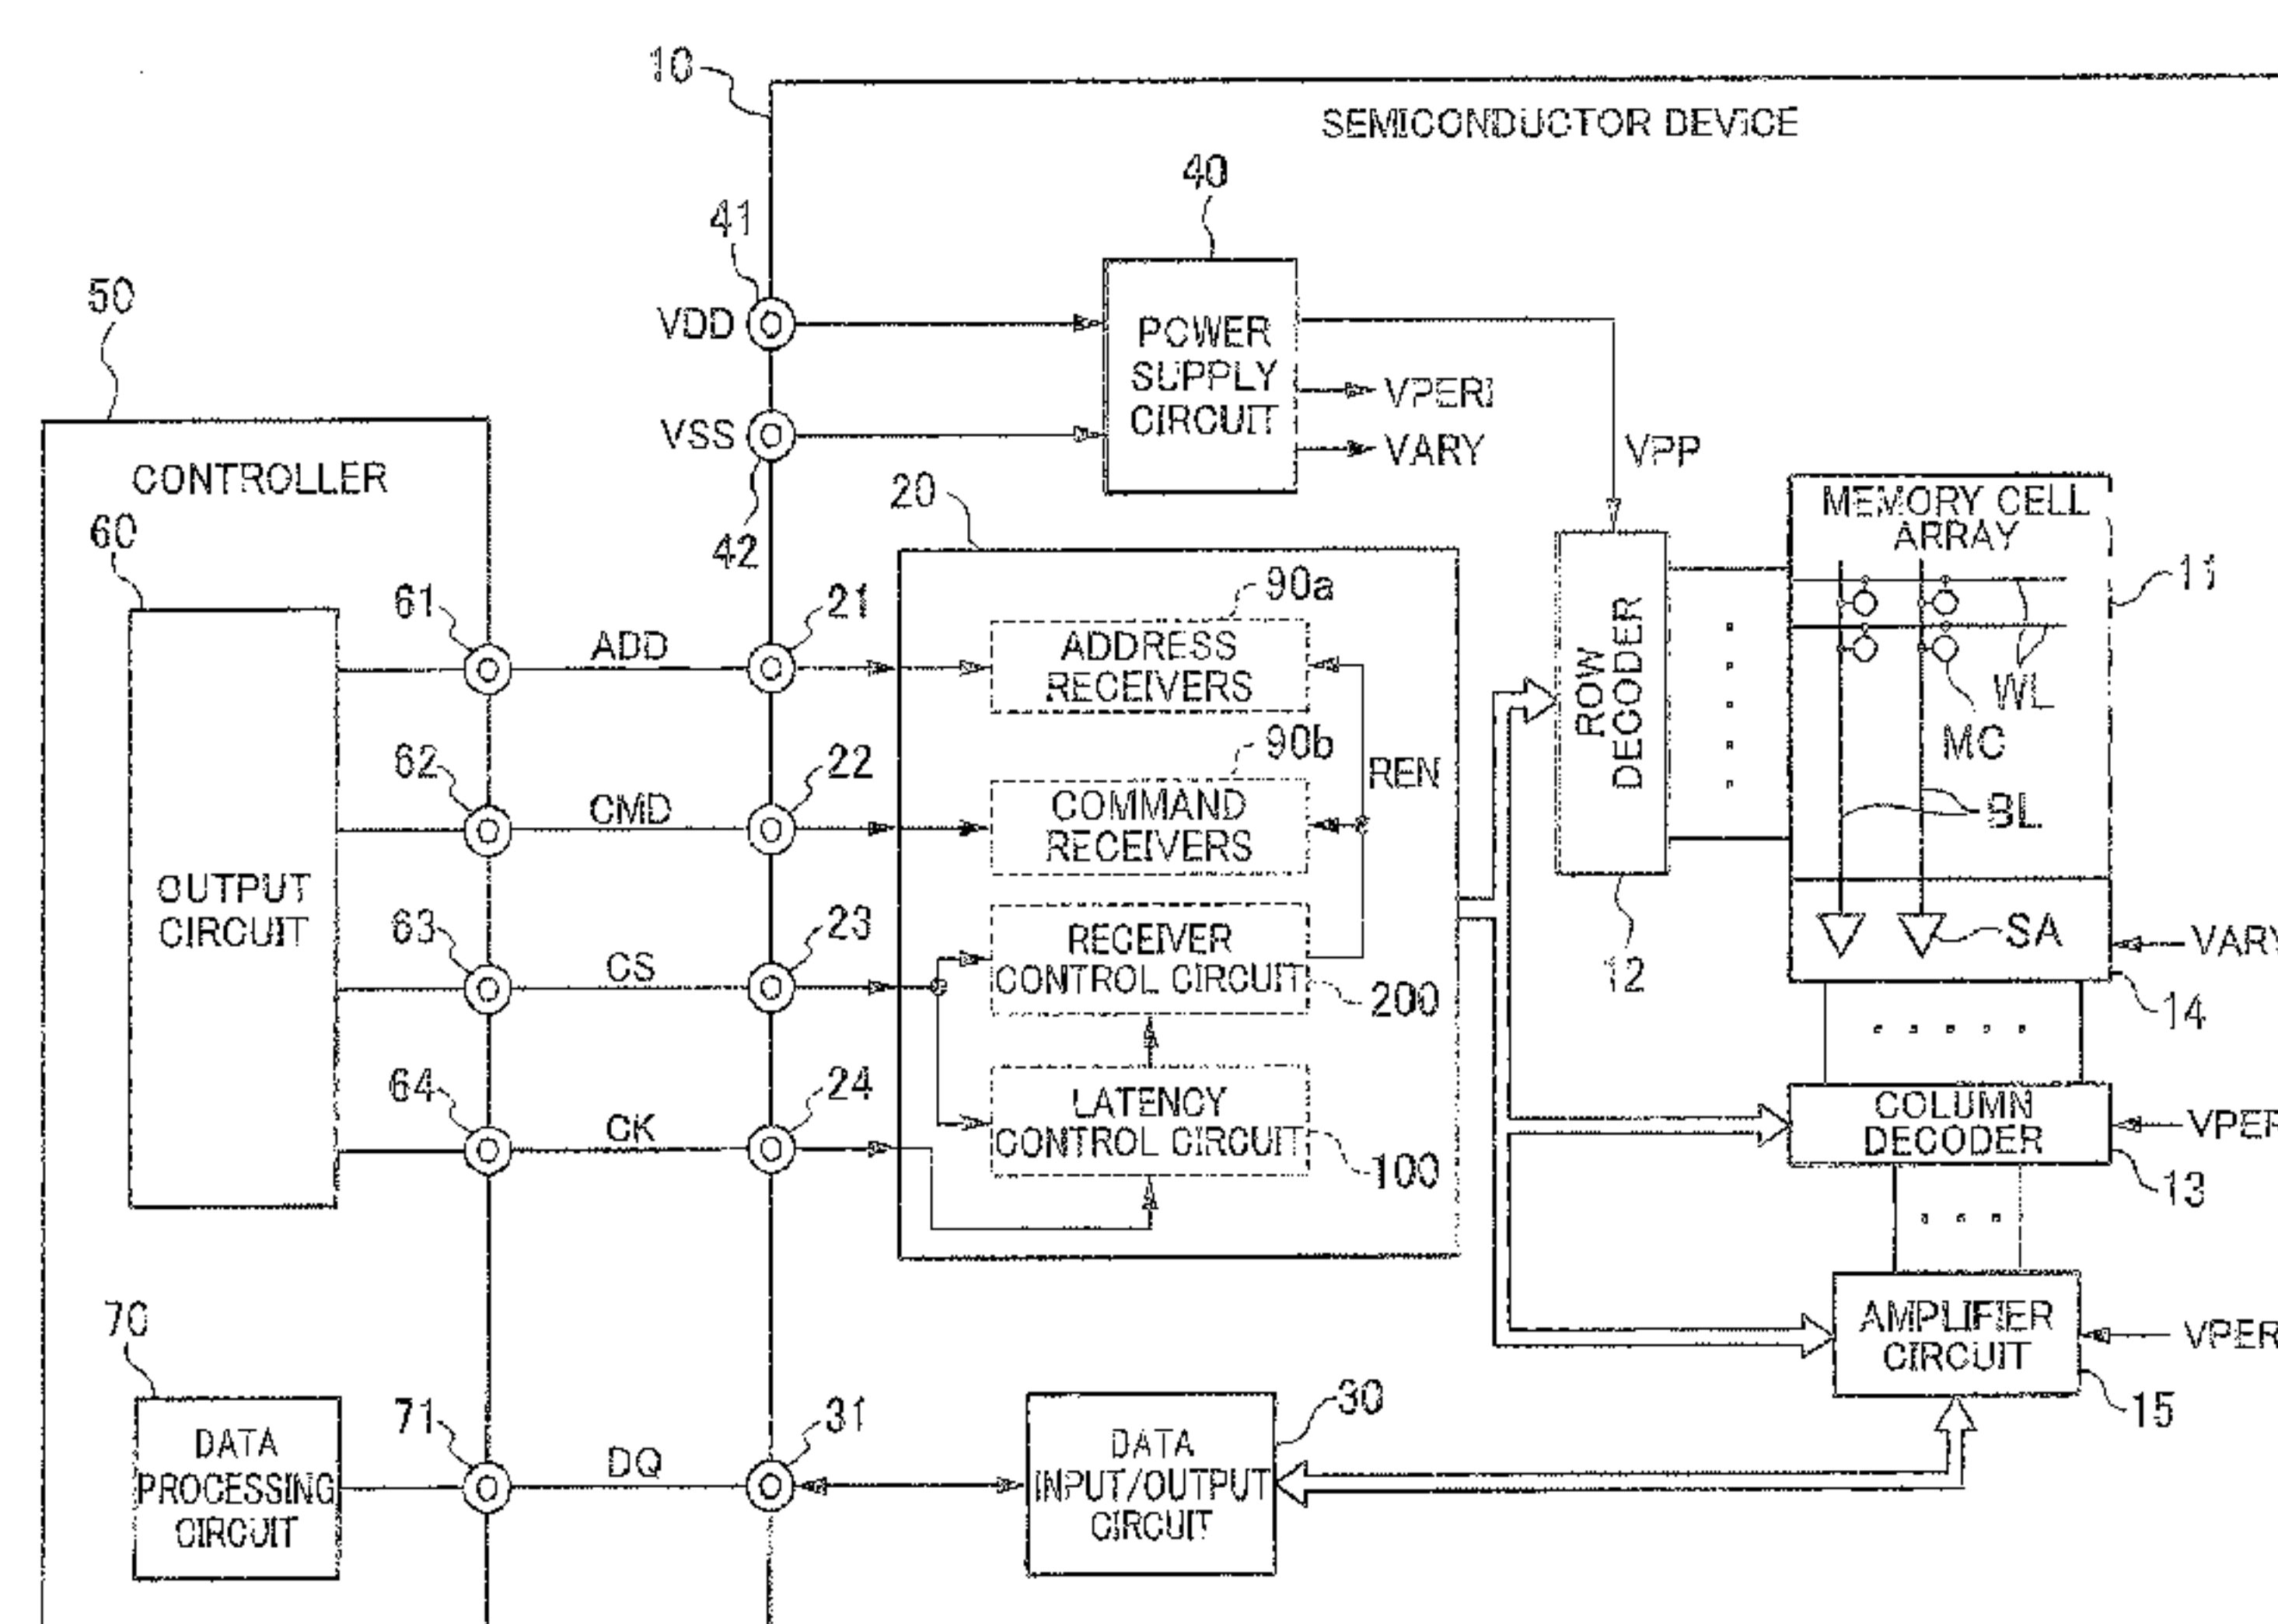 10
SEMICONDUCTOR DEVICE
40
41
50
VDD
POWER
SUPPLY
CIRCUIT
VPERI
VSS
VARY
VPP
CONTROLLER
20
42
MEMORY CELL
ARRAY
60
11
61
ADD
21
90a
ADDRESS
RECEIVERS
ROW
DECODER
WL
MC
62
CMD
22
90b
REN
COMMAND
RECEIVERS
BL
OUTPUT
CIRCUIT
63
CS
23
RECEIVER
CONTROL CIRCUIT
200
12
SA
VARY
14
64
CK
24
LATENCY
CONTROL CIRCUIT
100
COLUMN
DECODER
VPER
13
70
AMPLIFIER
CIRCUIT
VPER
15
DATA
PROCESSING
CIRCUIT
71
DQ
31
30
DATA
INPUT/OUTPUT
CIRCUIT